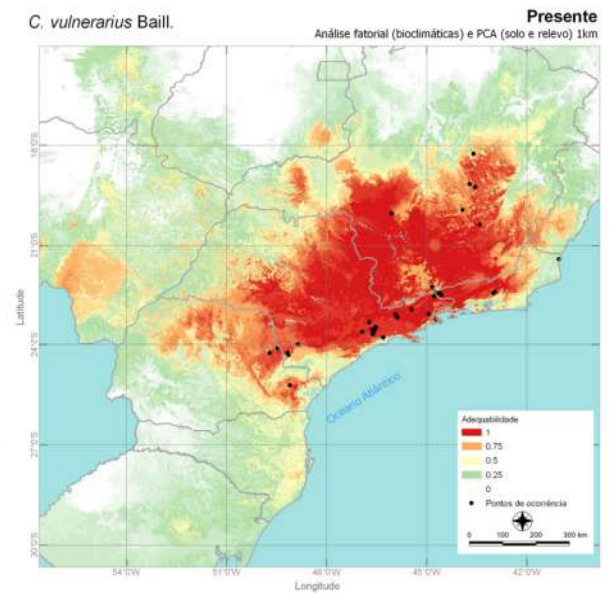 C. vulnerarius Baill.
Presente
Análise fatorial (bioclimáticas) e PCA (solo e relevo) 1km
Latitude
18°0'S
21°0'S
24°0'S
27°0'S
30°0'S
Oceano Atlântico
Adequabilidade
1
0.75
0.5
0.25
0
Pontos de ocorrência
0 100 200 300 km
54°0'W 51°0'W 48°0'W 45°0'W 42°0'W
Longitude